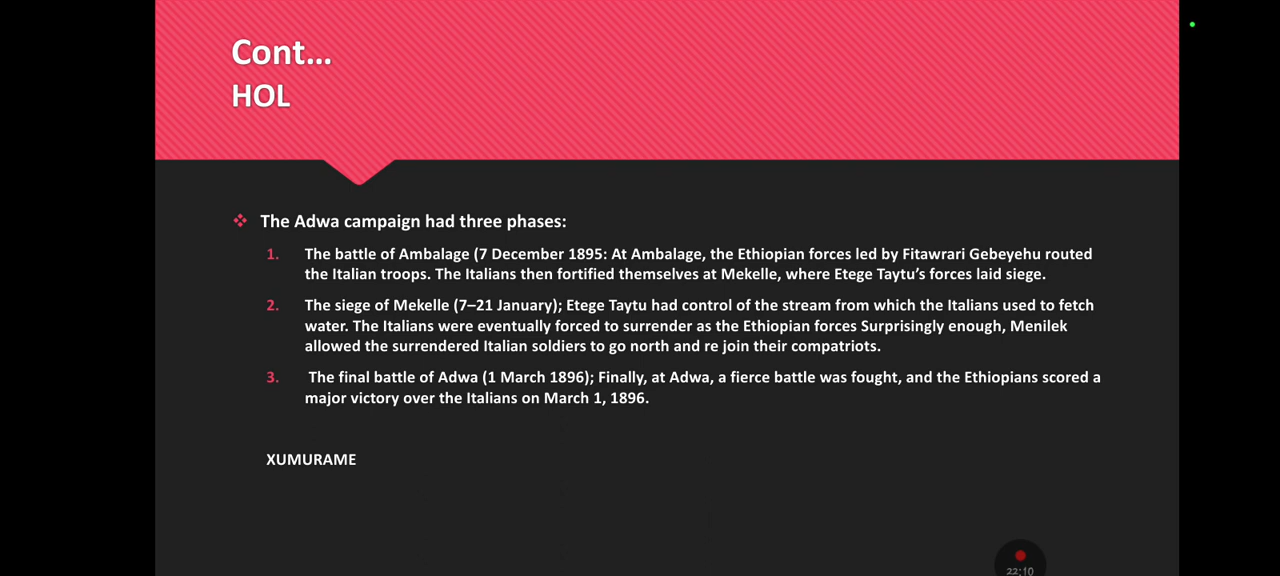 Cont...
HOL
❖ The Adwa campaign had three phases:
1. The battle of Ambalage (7 December 1895: At Ambalage, the Ethiopian forces led by Fitawrari Gebeyehu routed
the Italian troops. The Italians then fortified themselves at Mekelle, where Etege Taytu's forces laid siege.
2. The siege of Mekelle (7–21 January); Etege Taytu had control of the stream from which the Italians used to fetch
water. The Italians were eventually forced to surrender as the Ethiopian forces Surprisingly enough, Menilek
allowed the surrendered Italian soldiers to go north and re join their compatriots.
3. The final battle of Adwa (1 March 1896); Finally, at Adwa, a fierce battle was fought, and the Ethiopians scored a
major victory over the Italians on March 1, 1896.
XUMURAME
22:10